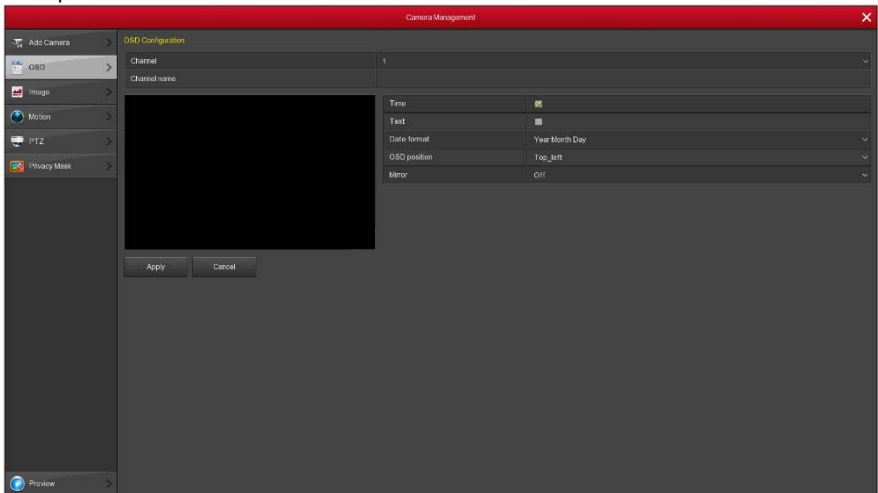 Camera Management
Add Camera
OSD
Image
Motion
PTZ
Privacy Mask
Preview
OSD Configuration
Channel 1
Channel name
Time
Text
Date format Year Month Day
OSD position Top_left
Mirror Off
Apply Cancel